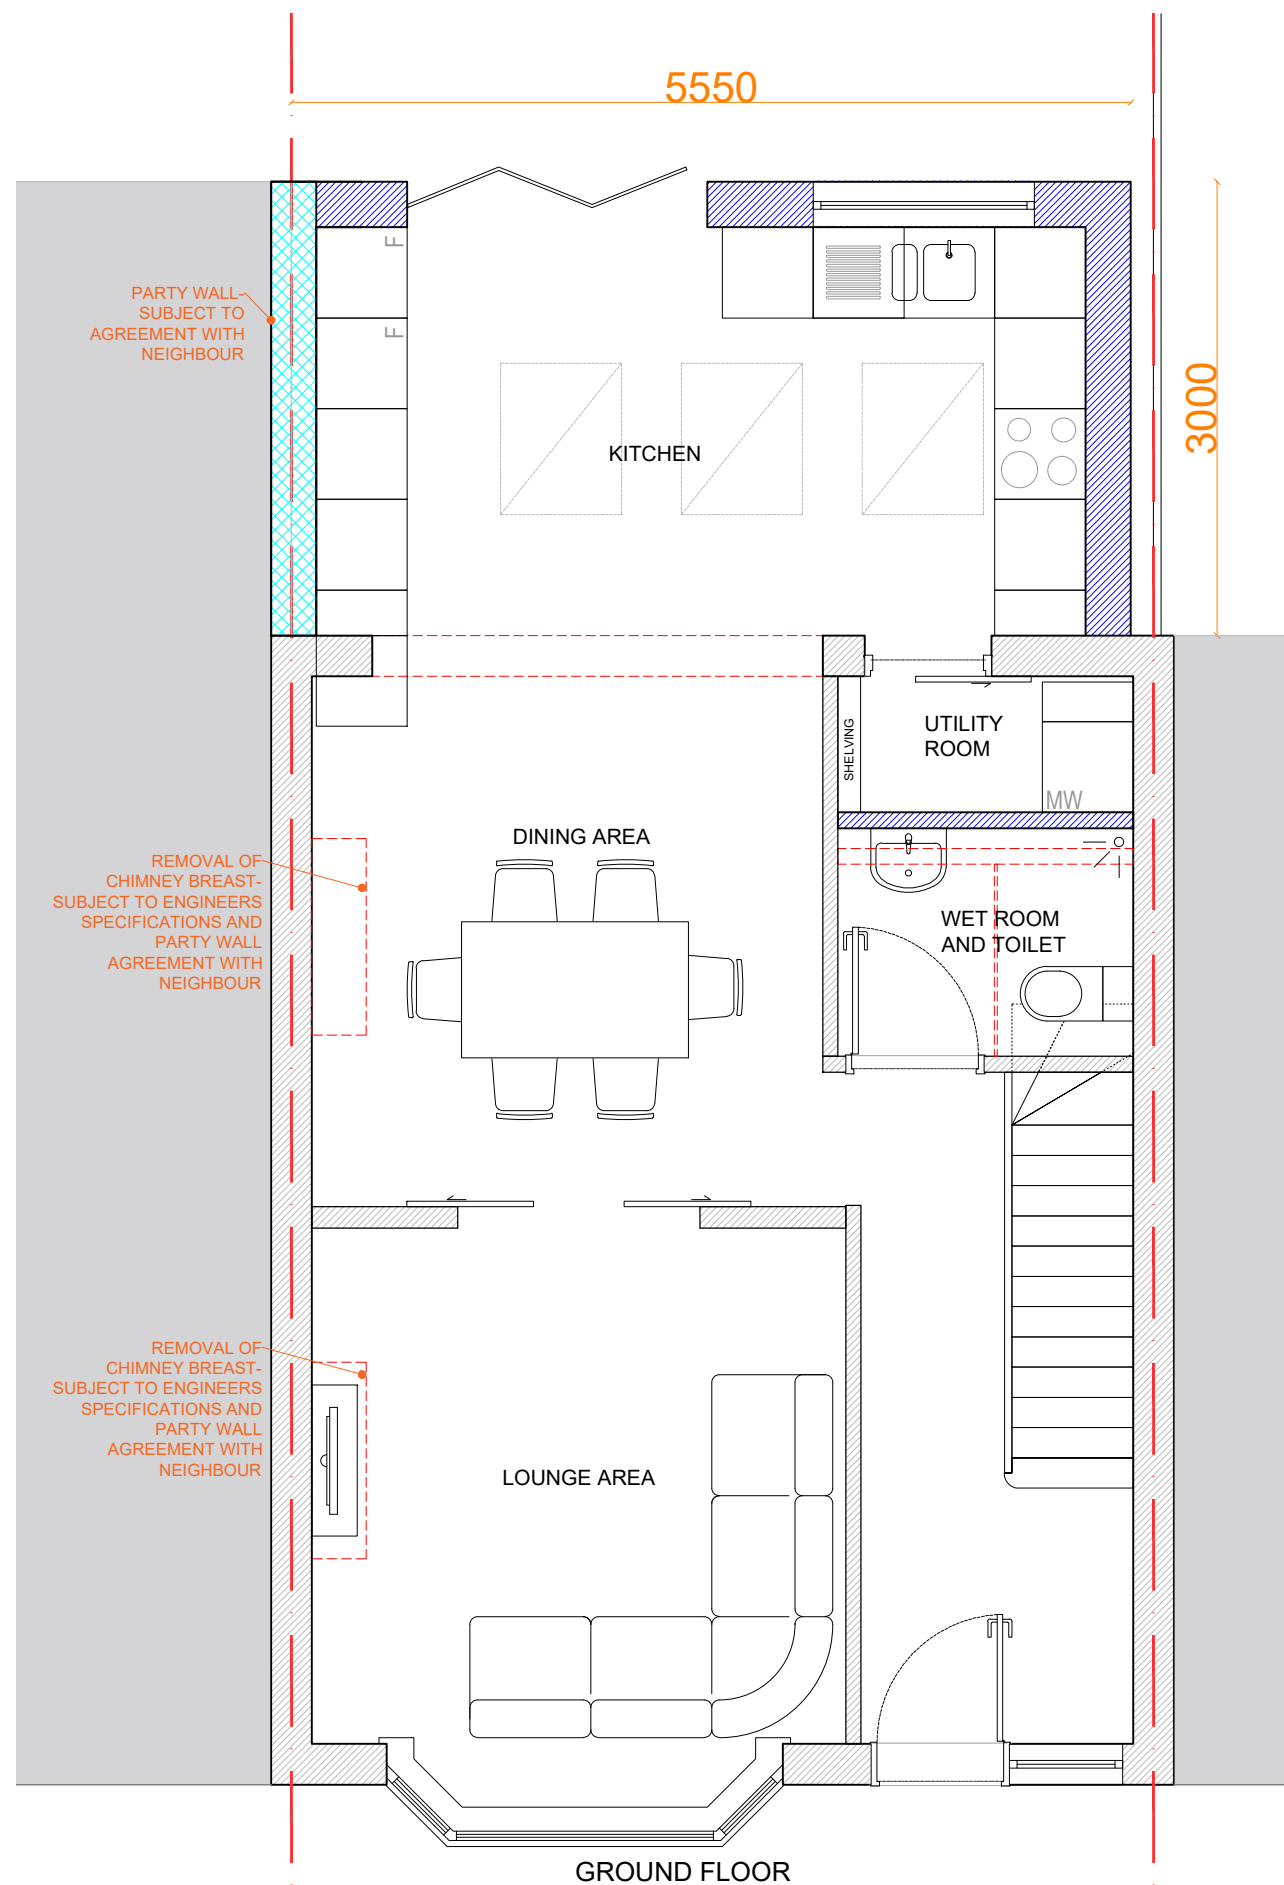 5550
F
PARTY WALL-
SUBJECT TO
AGREEMENT WITH
NEIGHBOUR
F
3000
KITCHEN
UTILITY
ROOM
SHELVING
MW
DINING AREA
REMOVAL OF
CHIMNEY BREAST-
SUBJECT TO ENGINEERS
SPECIFICATIONS AND
PARTY WALL
AGREEMENT WITH
NEIGHBOUR
WET ROOM
AND TOILET
REMOVAL OF
CHIMNEY BREAST-
SUBJECT TO ENGINEERS
SPECIFICATIONS AND
PARTY WALL
AGREEMENT WITH
NEIGHBOUR
LOUNGE AREA
GROUND FLOOR